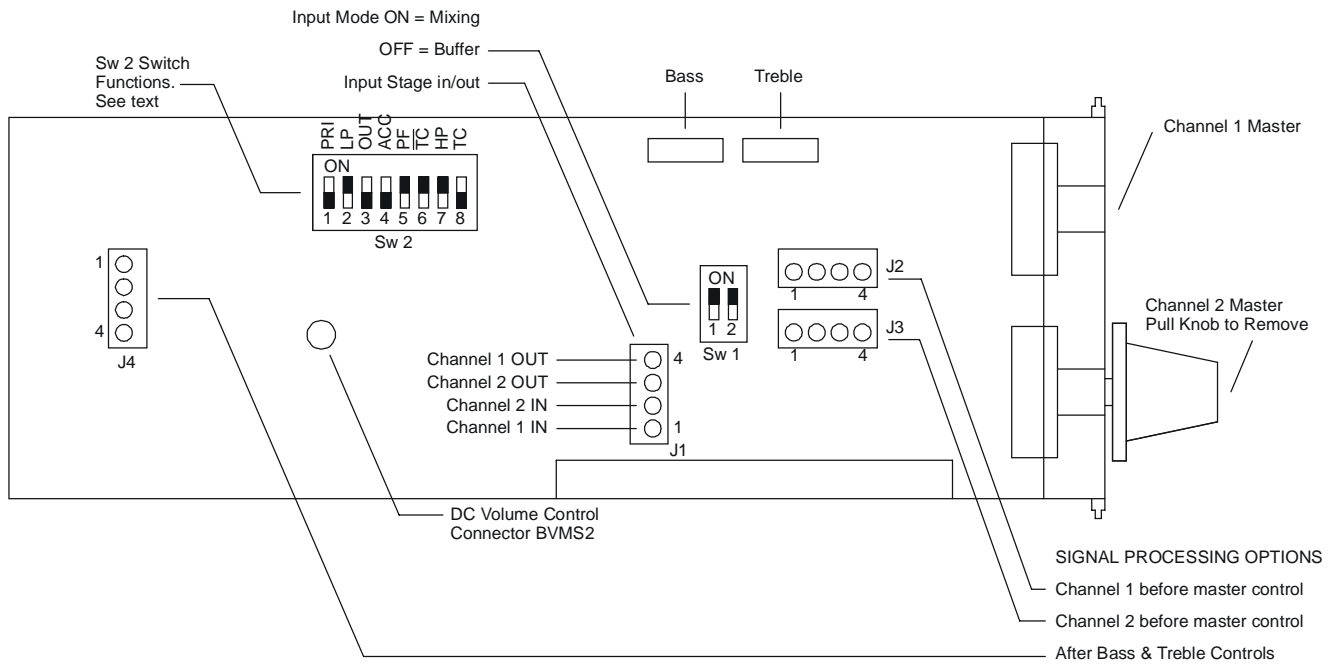 Input Mode ON = Mixing
OFF = Buffer
Input Stage in/out
Sw 2 Switch
Functions.
See text
Bass
Treble
Channel 1 Master
PRI
LP
OUT
ACC
PF
TC
HP
TC
ON
1 2 3 4 5 6 7 8
Sw 2
1
4
J4
ON
1 2
Sw 1
J2
1 4
J3
1 4
Channel 2 Master
Pull Knob to Remove
Channel 1 OUT
Channel 2 OUT
Channel 2 IN
Channel 1 IN
4
1
J1
DC Volume Control
Connector BVMS2
SIGNAL PROCESSING OPTIONS
Channel 1 before master control
Channel 2 before master control
After Bass & Treble Controls